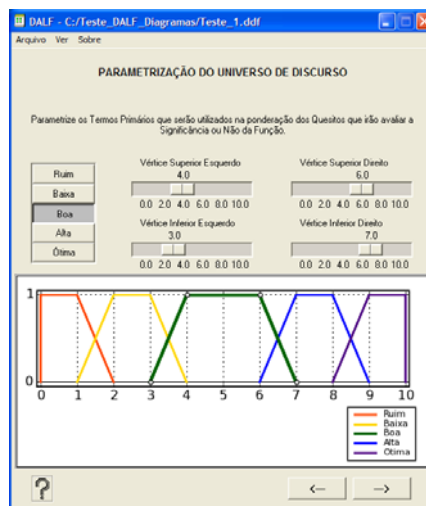 DALF - C:/Teste_DALF_Diagramas/Teste_1.ddf
Arquivo Ver Sobre
PARAMETRIZAÇÃO DO UNIVERSO DE DISCURSO
Parametrize os Termos Primários que serão utilizados na ponderação dos Quesitos que irão avaliar a
Significância ou Não da Função.
Vértice Superior Esquerdo
4.0
0.0 2.0 4.0 6.0 8.0 10.0
Vértice Superior Direito
6.0
0.0 2.0 4.0 6.0 8.0 10.0
Ruim
Baixa
Boa
Alta
Ótima
Vértice Inferior Esquerdo
3.0
0.0 2.0 4.0 6.0 8.0 10.0
Vértice Inferior Direito
7.0
0.0 2.0 4.0 6.0 8.0 10.0
1
0
0 1 2 3 4 5 6 7 8 9 10
Ruim
Baixa
Boa
Alta
Otima
?
<--
-->